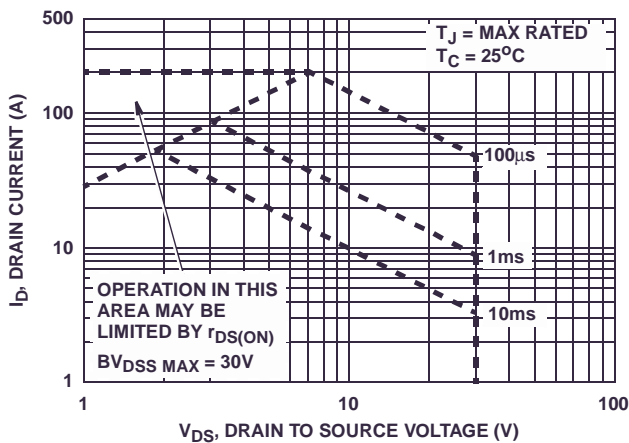 500
T_J = MAX RATED
T_C = 25°C
100
100μs
I_D, DRAIN CURRENT (A)
10
1ms
OPERATION IN THIS
AREA MAY BE
LIMITED BY r_DS(ON)
BV_DSS MAX = 30V
10ms
1
1
10
100
V_DS, DRAIN TO SOURCE VOLTAGE (V)